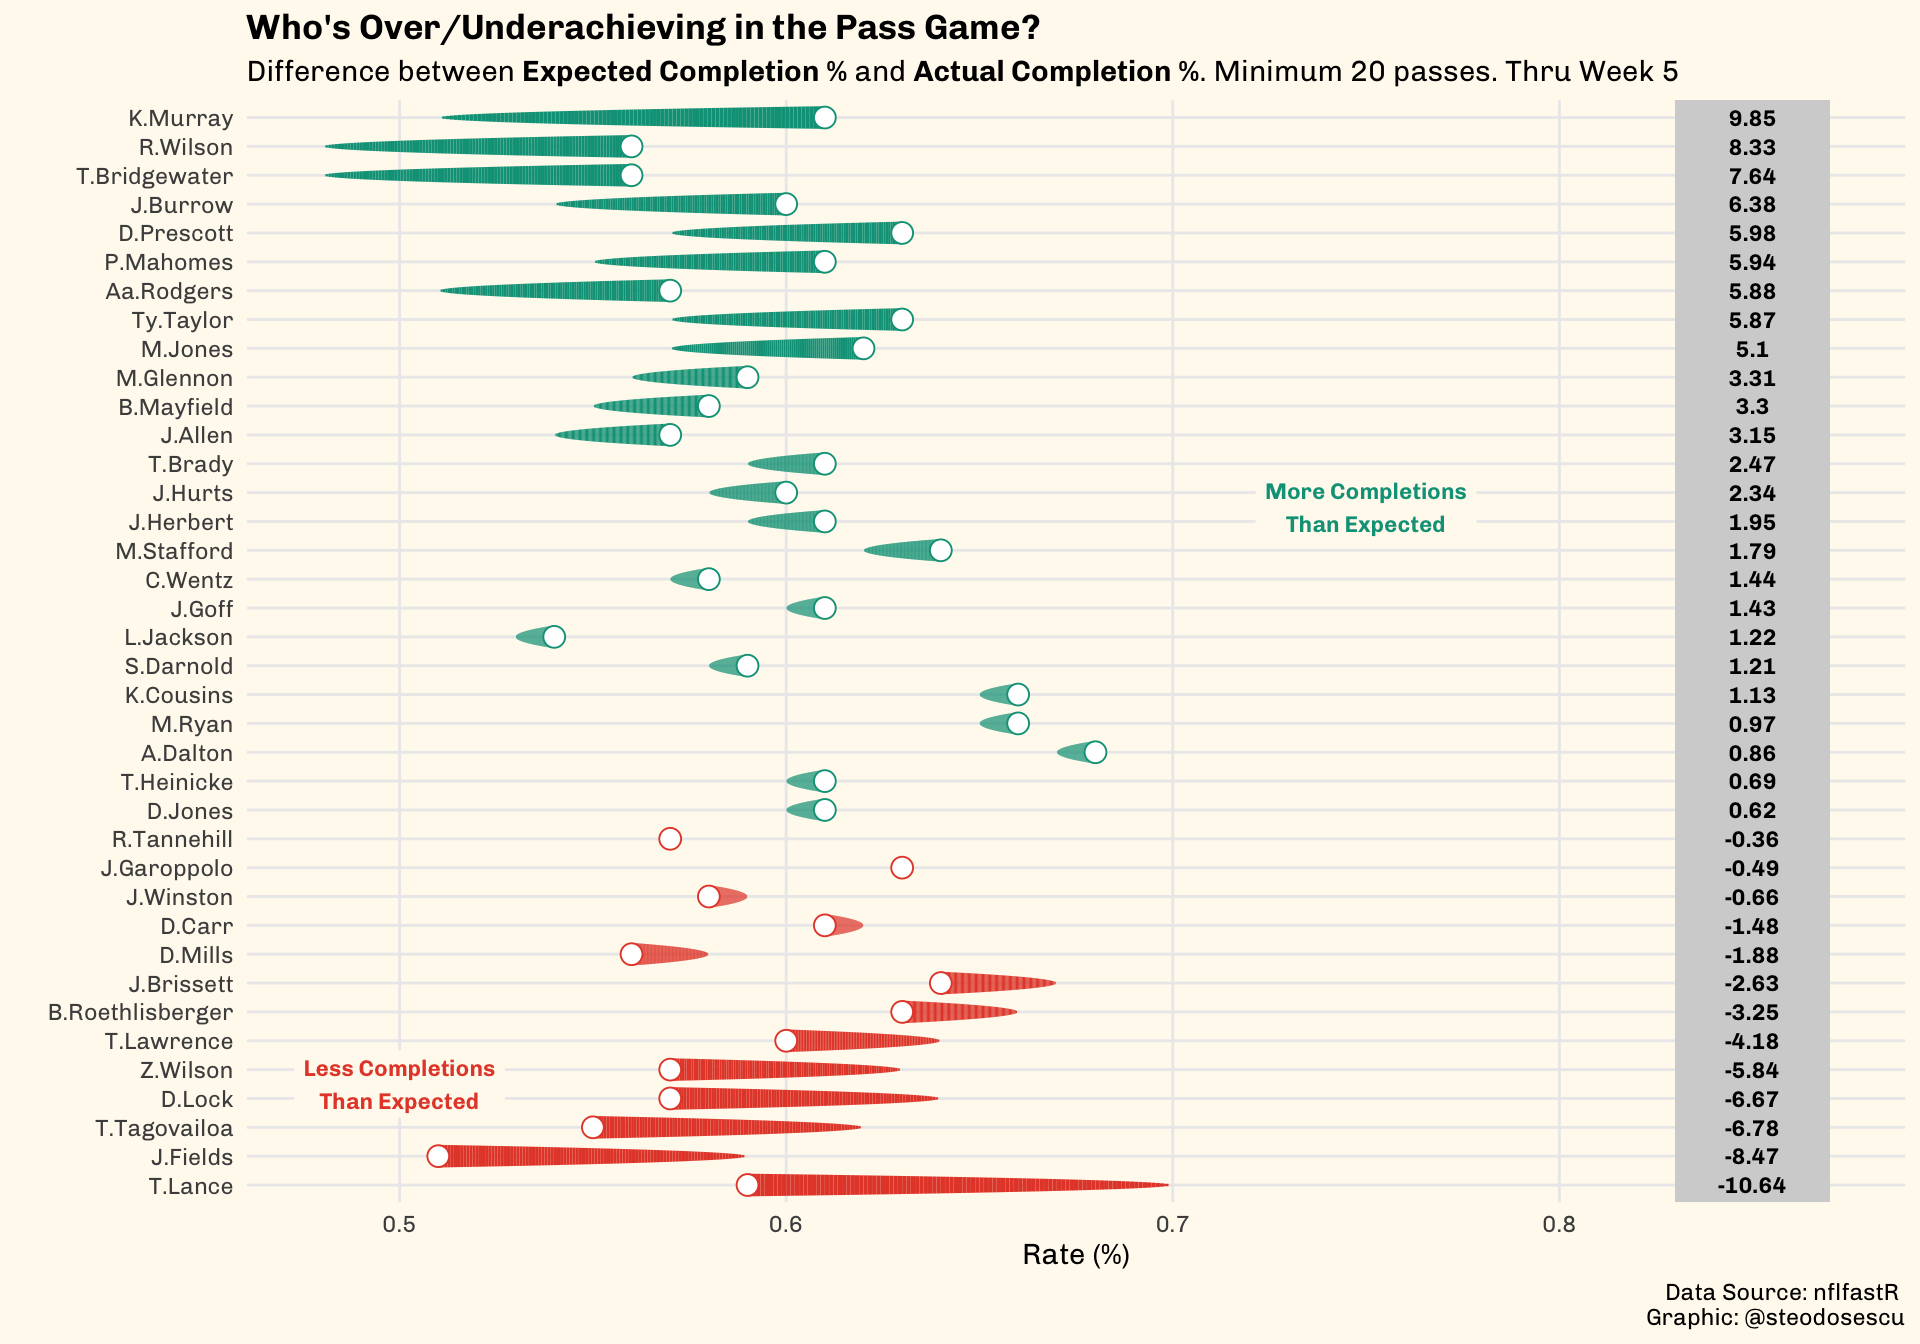 Who's Over/Underachieving in the Pass Game?
Difference between Expected Completion % and Actual Completion %. Minimum 20 passes. Thru Week 5
K.Murray 9.85
R.Wilson 8.33
T.Bridgewater 7.64
J.Burrow 6.38
D.Prescott 5.98
P.Mahomes 5.94
Aa.Rodgers 5.88
Ty.Taylor 5.87
M.Jones 5.1
M.Glennon 3.31
B.Mayfield 3.3
J.Allen 3.15
T.Brady 2.47
J.Hurts 2.34
More Completions
Than Expected
J.Herbert 1.95
M.Stafford 1.79
C.Wentz 1.44
J.Goff 1.43
L.Jackson 1.22
S.Darnold 1.21
K.Cousins 1.13
M.Ryan 0.97
A.Dalton 0.86
T.Heinicke 0.69
D.Jones 0.62
R.Tannehill -0.36
J.Garoppolo -0.49
J.Winston -0.66
D.Carr -1.48
D.Mills -1.88
J.Brissett -2.63
B.Roethlisberger -3.25
T.Lawrence -4.18
Z.Wilson -5.84
Less Completions
Than Expected
D.Lock -6.67
T.Tagovailoa -6.78
J.Fields -8.47
T.Lance -10.64
0.5 0.6 0.7 0.8
Rate (%)
Data Source: nflfastR
Graphic: @steodosescu